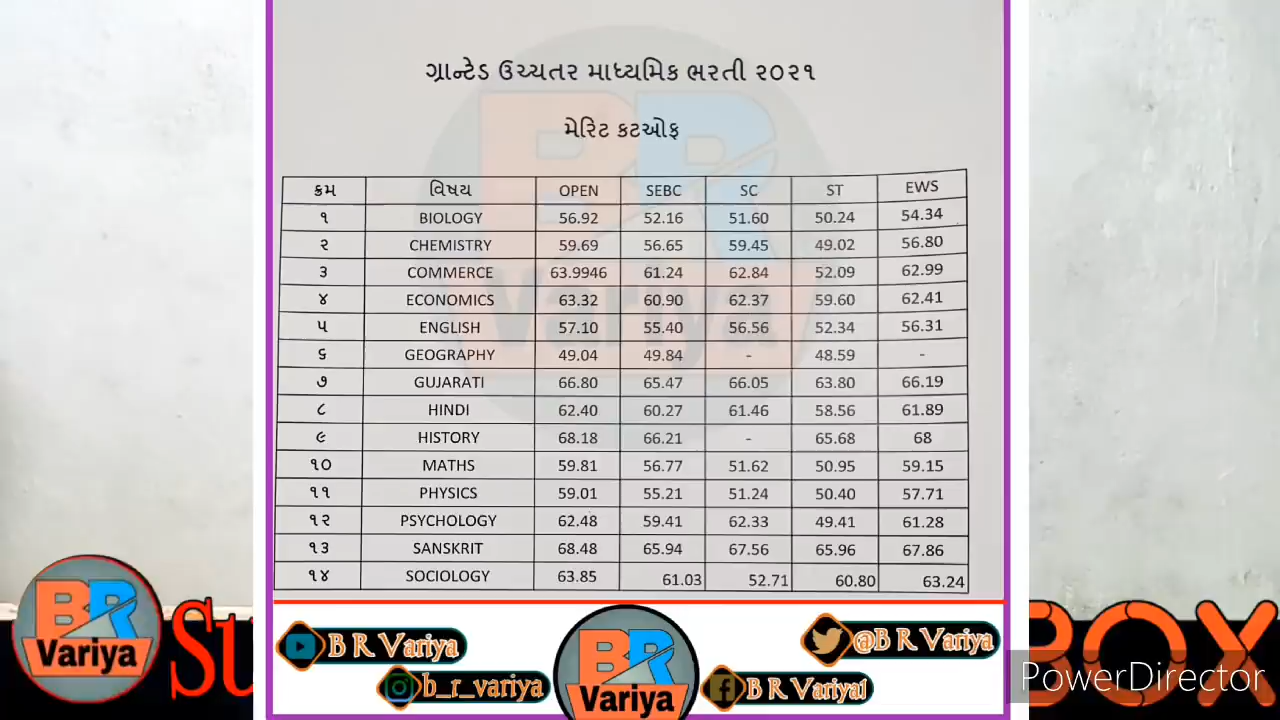 ગ્રાન્ટેડ ઉચ્ચતર માધ્યમિક ભરતી ૨૦૨૧
મેરિટ કટઓફ
ક્રમ વિષય OPEN SEBC SC ST EWS
૧ BIOLOGY 56.92 52.16 51.60 50.24 54.34
૨ CHEMISTRY 59.69 56.65 59.45 49.02 56.80
૩ COMMERCE 63.9946 61.24 62.84 52.09 62.99
૪ ECONOMICS 63.32 60.90 62.37 59.60 62.41
૫ ENGLISH 57.10 55.40 56.56 52.34 56.31
૬ GEOGRAPHY 49.04 49.84 - 48.59 -
૭ GUJARATI 66.80 65.47 66.05 63.80 66.19
૮ HINDI 62.40 60.27 61.46 58.56 61.89
૯ HISTORY 68.18 66.21 - 65.68 68
૧૦ MATHS 59.81 56.77 51.62 50.95 59.15
૧૧ PHYSICS 59.01 55.21 51.24 50.40 57.71
૧૨ PSYCHOLOGY 62.48 59.41 62.33 49.41 61.28
૧૩ SANSKRIT 68.48 65.94 67.56 65.96 67.86
૧૪ SOCIOLOGY 63.85 61.03 52.71 60.80 63.24
BR Variya
B R Variya
b_r_variya
BR Variya
@B R Variya
B R Variya1
BR Variya
Su
BOX
PowerDirector